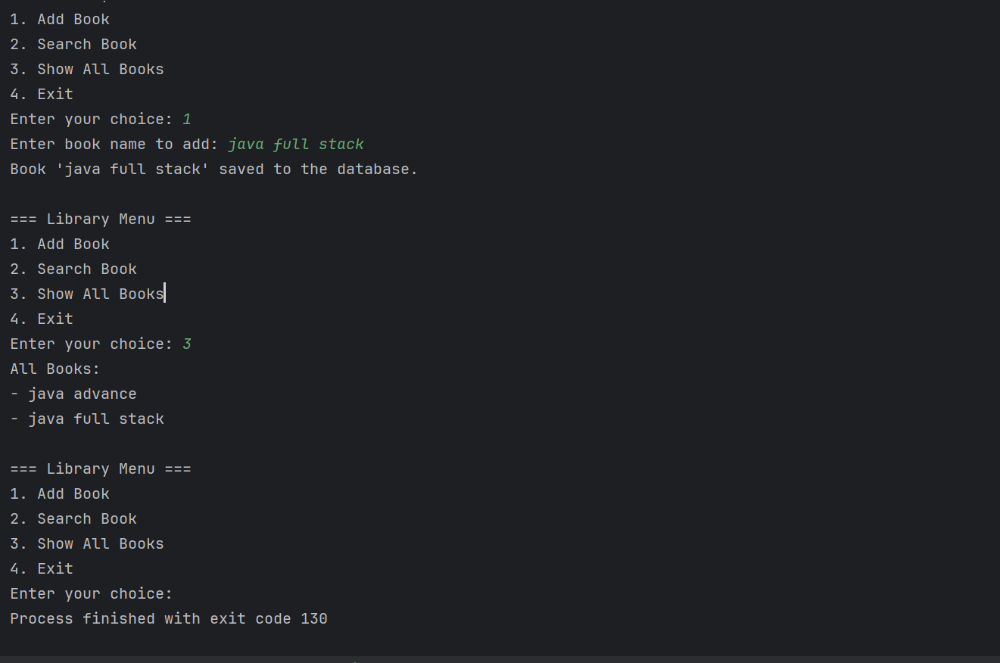 1. Add Book
2. Search Book
3. Show All Books
4. Exit
Enter your choice: 1
Enter book name to add: java full stack
Book 'java full stack' saved to the database.
=== Library Menu ===
1. Add Book
2. Search Book
3. Show All Books
4. Exit
Enter your choice: 3
All Books:
- java advance
- java full stack
=== Library Menu ===
1. Add Book
2. Search Book
3. Show All Books
4. Exit
Enter your choice:
Process finished with exit code 130